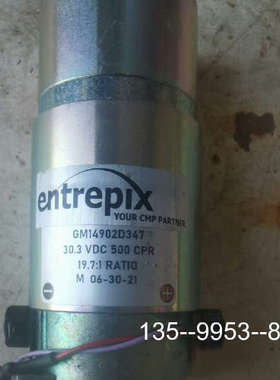 entrepix
YOUR CMP PARTNER
GM14902D347
30.3 VDC 500 CPR
19.7:1 RATIO
M 06-30-21
135--9953--8